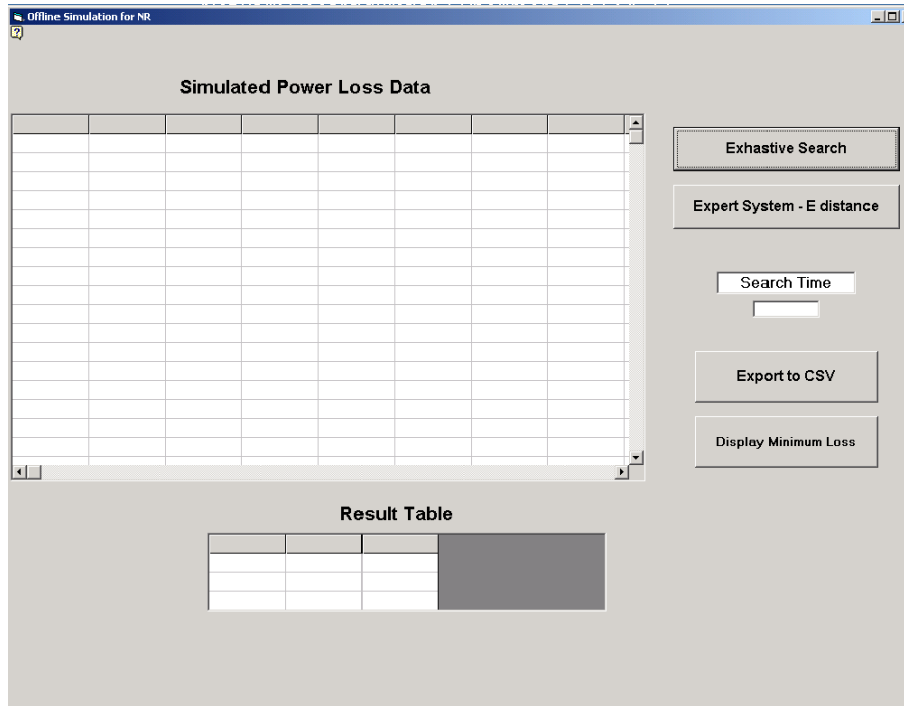 Offline Simulation for NR
Simulated Power Loss Data
Exhastive Search
Expert System - E distance
Search Time
Export to CSV
Display Minimum Loss
Result Table